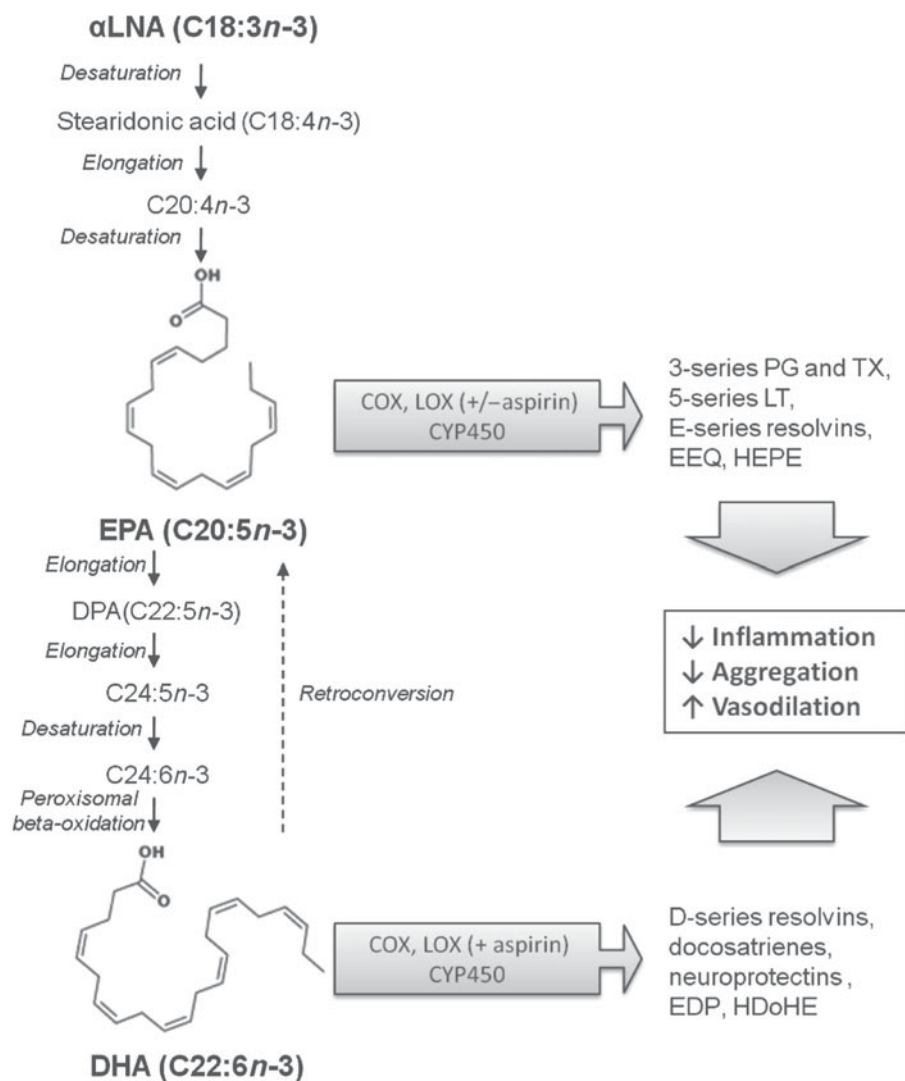 αLNA (C18:3n-3)
Desaturation
Stearidonic acid (C18:4n-3)
Elongation
C20:4n-3
Desaturation
OH
O
EPA (C20:5n-3)
COX, LOX (+/−aspirin)
CYP450
3-series PG and TX,
5-series LT,
E-series resolvins,
EEQ, HEPE
Elongation
DPA(C22:5n-3)
Elongation
C24:5n-3
Desaturation
C24:6n-3
Peroxisomal
beta-oxidation
Retroconversion
↓ Inflammation
↓ Aggregation
↑ Vasodilation
OH
O
DHA (C22:6n-3)
COX, LOX (+ aspirin)
CYP450
D-series resolvins,
docosatrienes,
neuroprotectins ,
EDP, HDoHE